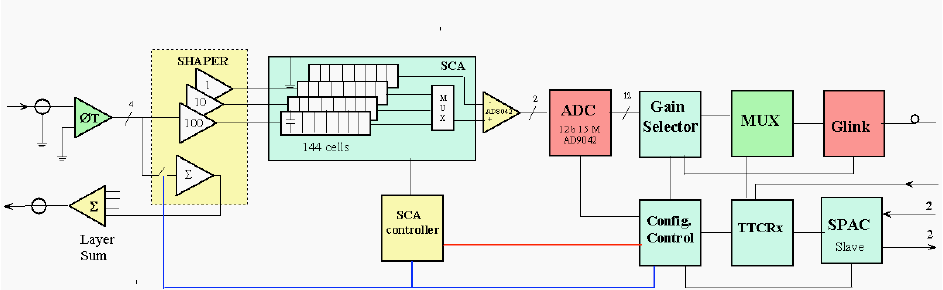 SHAPER
SCA
1
10
100
4
ØT
Σ
Σ
Layer
Sum
144 cells
M
U
X
-
+
AD8042
2
ADC
12b 15 M
AD9042
12
Gain
Selector
MUX
Glink
SCA
controller
Config.
Control
TTCRx
SPAC
Slave
2
2